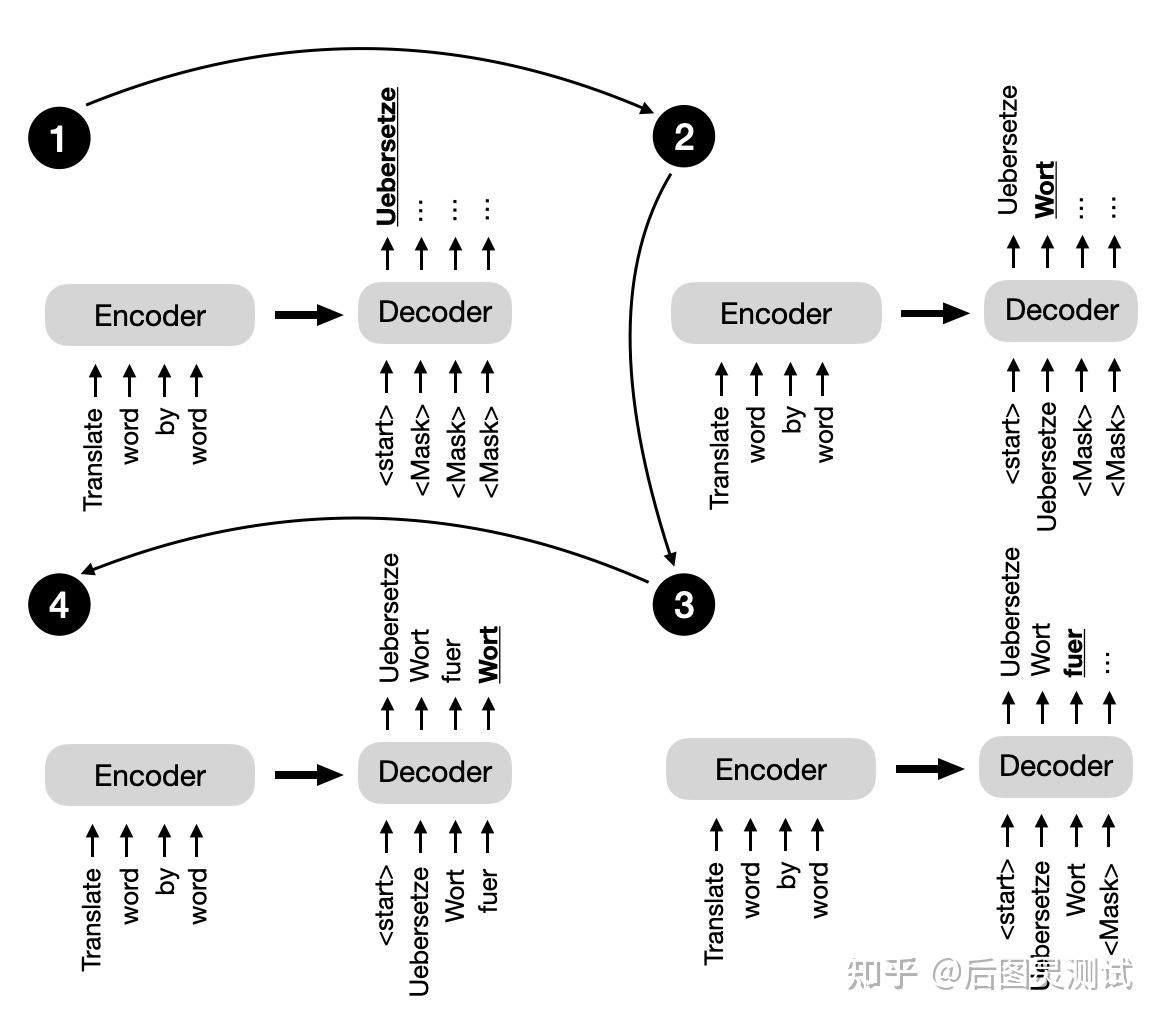 1
Uebersetze
...
...
...
Encoder
Decoder
Translate
word
by
word
<start>
<Mask>
<Mask>
<Mask>
2
Uebersetze
Wort
...
...
Encoder
Decoder
Translate
word
by
word
<start>
Uebersetze
<Mask>
<Mask>
3
Uebersetze
Wort
fuer
...
Encoder
Decoder
Translate
word
by
word
<start>
Uebersetze
Wort
<Mask>
4
Uebersetze
Wort
fuer
Wort
Encoder
Decoder
Translate
word
by
word
<start>
Uebersetze
Wort
fuer
知乎 @后图灵测试